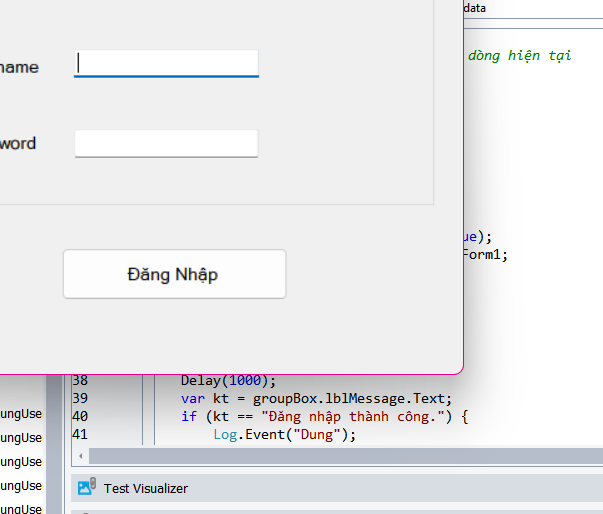 data
dòng hiện tại
name
word
ue);
Form1;
Đăng Nhập
38 Delay(1000);
39 var kt = groupBox.lblMessage.Text;
40 if (kt == "Đăng nhập thành công.") {
41 Log.Event("Dung");
ungUse
ungUse
ungUse
ungUse
ungUse
Test Visualizer